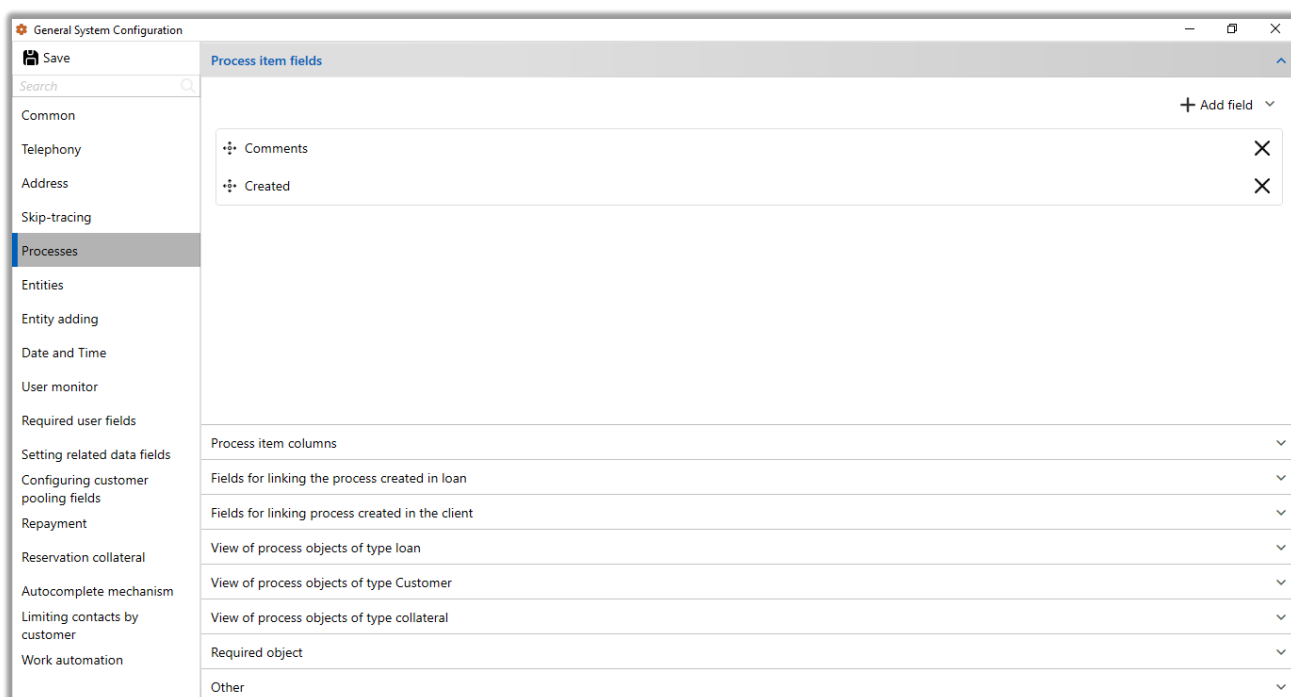 General System Configuration
Save
Search
Common
Telephony
Address
Skip-tracing
Processes
Entities
Entity adding
Date and Time
User monitor
Required user fields
Setting related data fields
Configuring customer
pooling fields
Repayment
Reservation collateral
Autocomplete mechanism
Limiting contacts by
customer
Work automation
Process item fields
Add field
Comments
Created
Process item columns
Fields for linking the process created in loan
Fields for linking process created in the client
View of process objects of type loan
View of process objects of type Customer
View of process objects of type collateral
Required object
Other